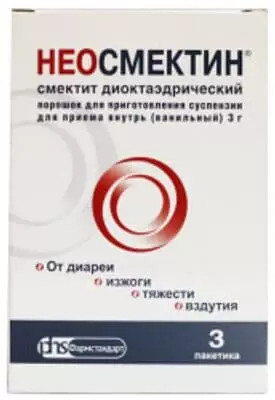 НЕОСМЕКТИН®
смектит диоктаэдрический
порошок для приготовления суспензии
для приема внутрь (ванильный) 3 г
От диареи
изжоги
тяжести
вздутия
phs Фармстандарт
3
пакетика